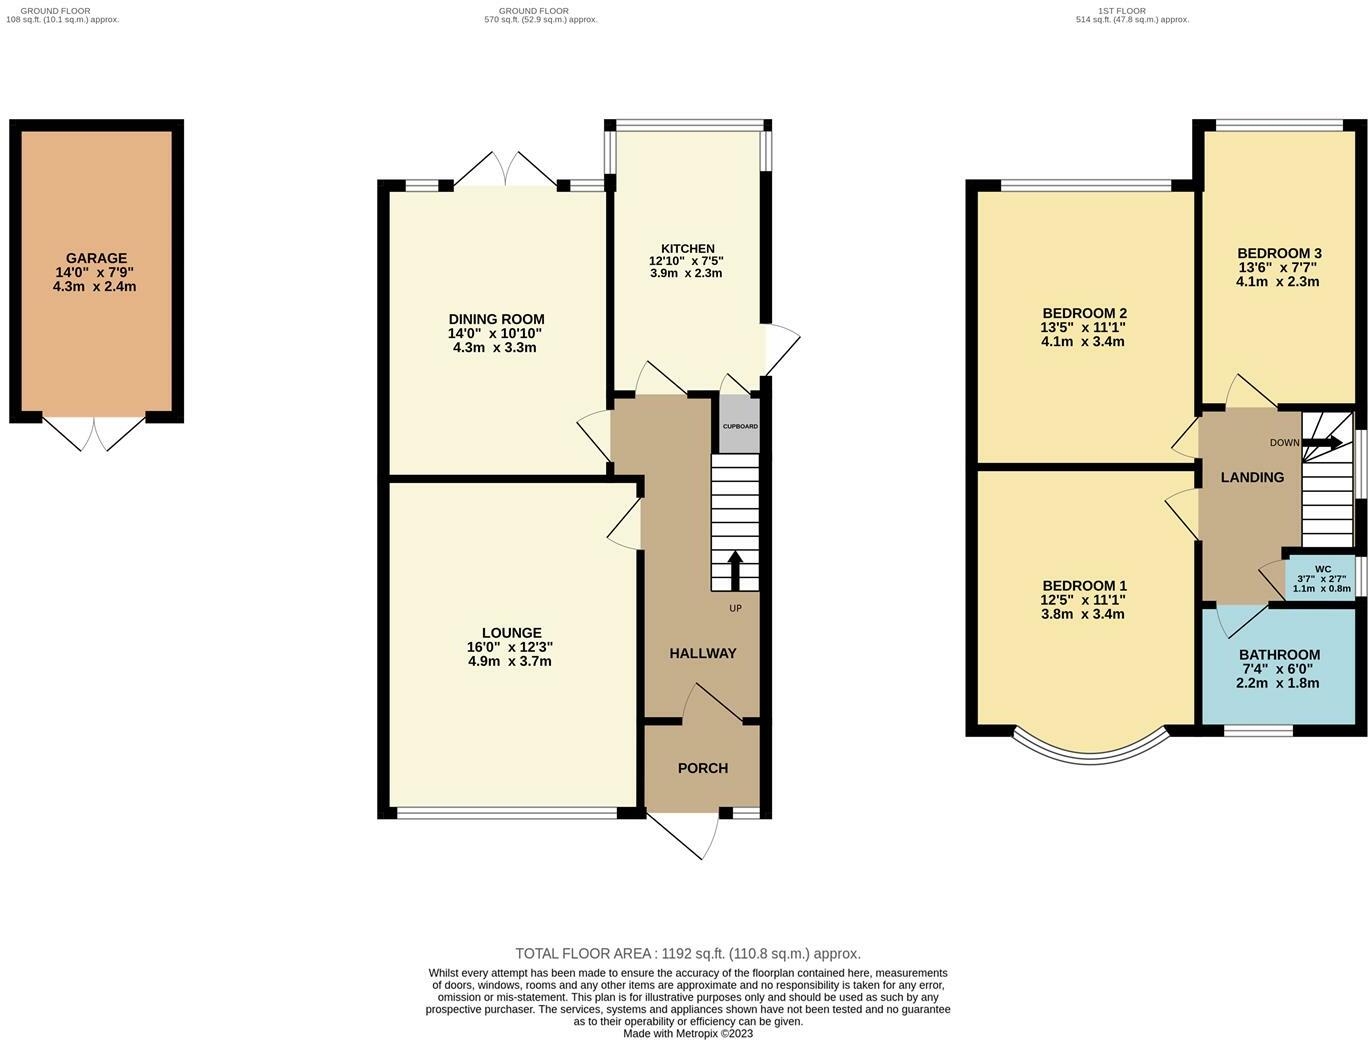 GROUND FLOOR
108 sq.ft. (10.1 sq.m.) approx.
GROUND FLOOR
570 sq.ft. (52.9 sq.m.) approx.
1ST FLOOR
514 sq.ft. (47.8 sq.m.) approx.
GARAGE
14'0" x 7'9"
4.3m x 2.4m
KITCHEN
12'10" x 7'5"
3.9m x 2.3m
DINING ROOM
14'0" x 10'10"
4.3m x 3.3m
CUPBOARD
UP
LOUNGE
16'0" x 12'3"
4.9m x 3.7m
HALLWAY
PORCH
BEDROOM 3
13'6" x 7'7"
4.1m x 2.3m
BEDROOM 2
13'5" x 11'1"
4.1m x 3.4m
DOWN
LANDING
WC
3'7" x 2'7"
1.1m x 0.8m
BEDROOM 1
12'5" x 11'1"
3.8m x 3.4m
BATHROOM
7'4" x 6'0"
2.2m x 1.8m
TOTAL FLOOR AREA : 1192 sq.ft. (110.8 sq.m.) approx.
Whilst every attempt has been made to ensure the accuracy of the floorplan contained here, measurements
of doors, windows, rooms and any other items are approximate and no responsibility is taken for any error,
omission or mis-statement. This plan is for illustrative purposes only and should be used as such by any
prospective purchaser. The services, systems and appliances shown have not been tested and no guarantee
as to their operability or efficiency can be given.
Made with Metropix ©2023